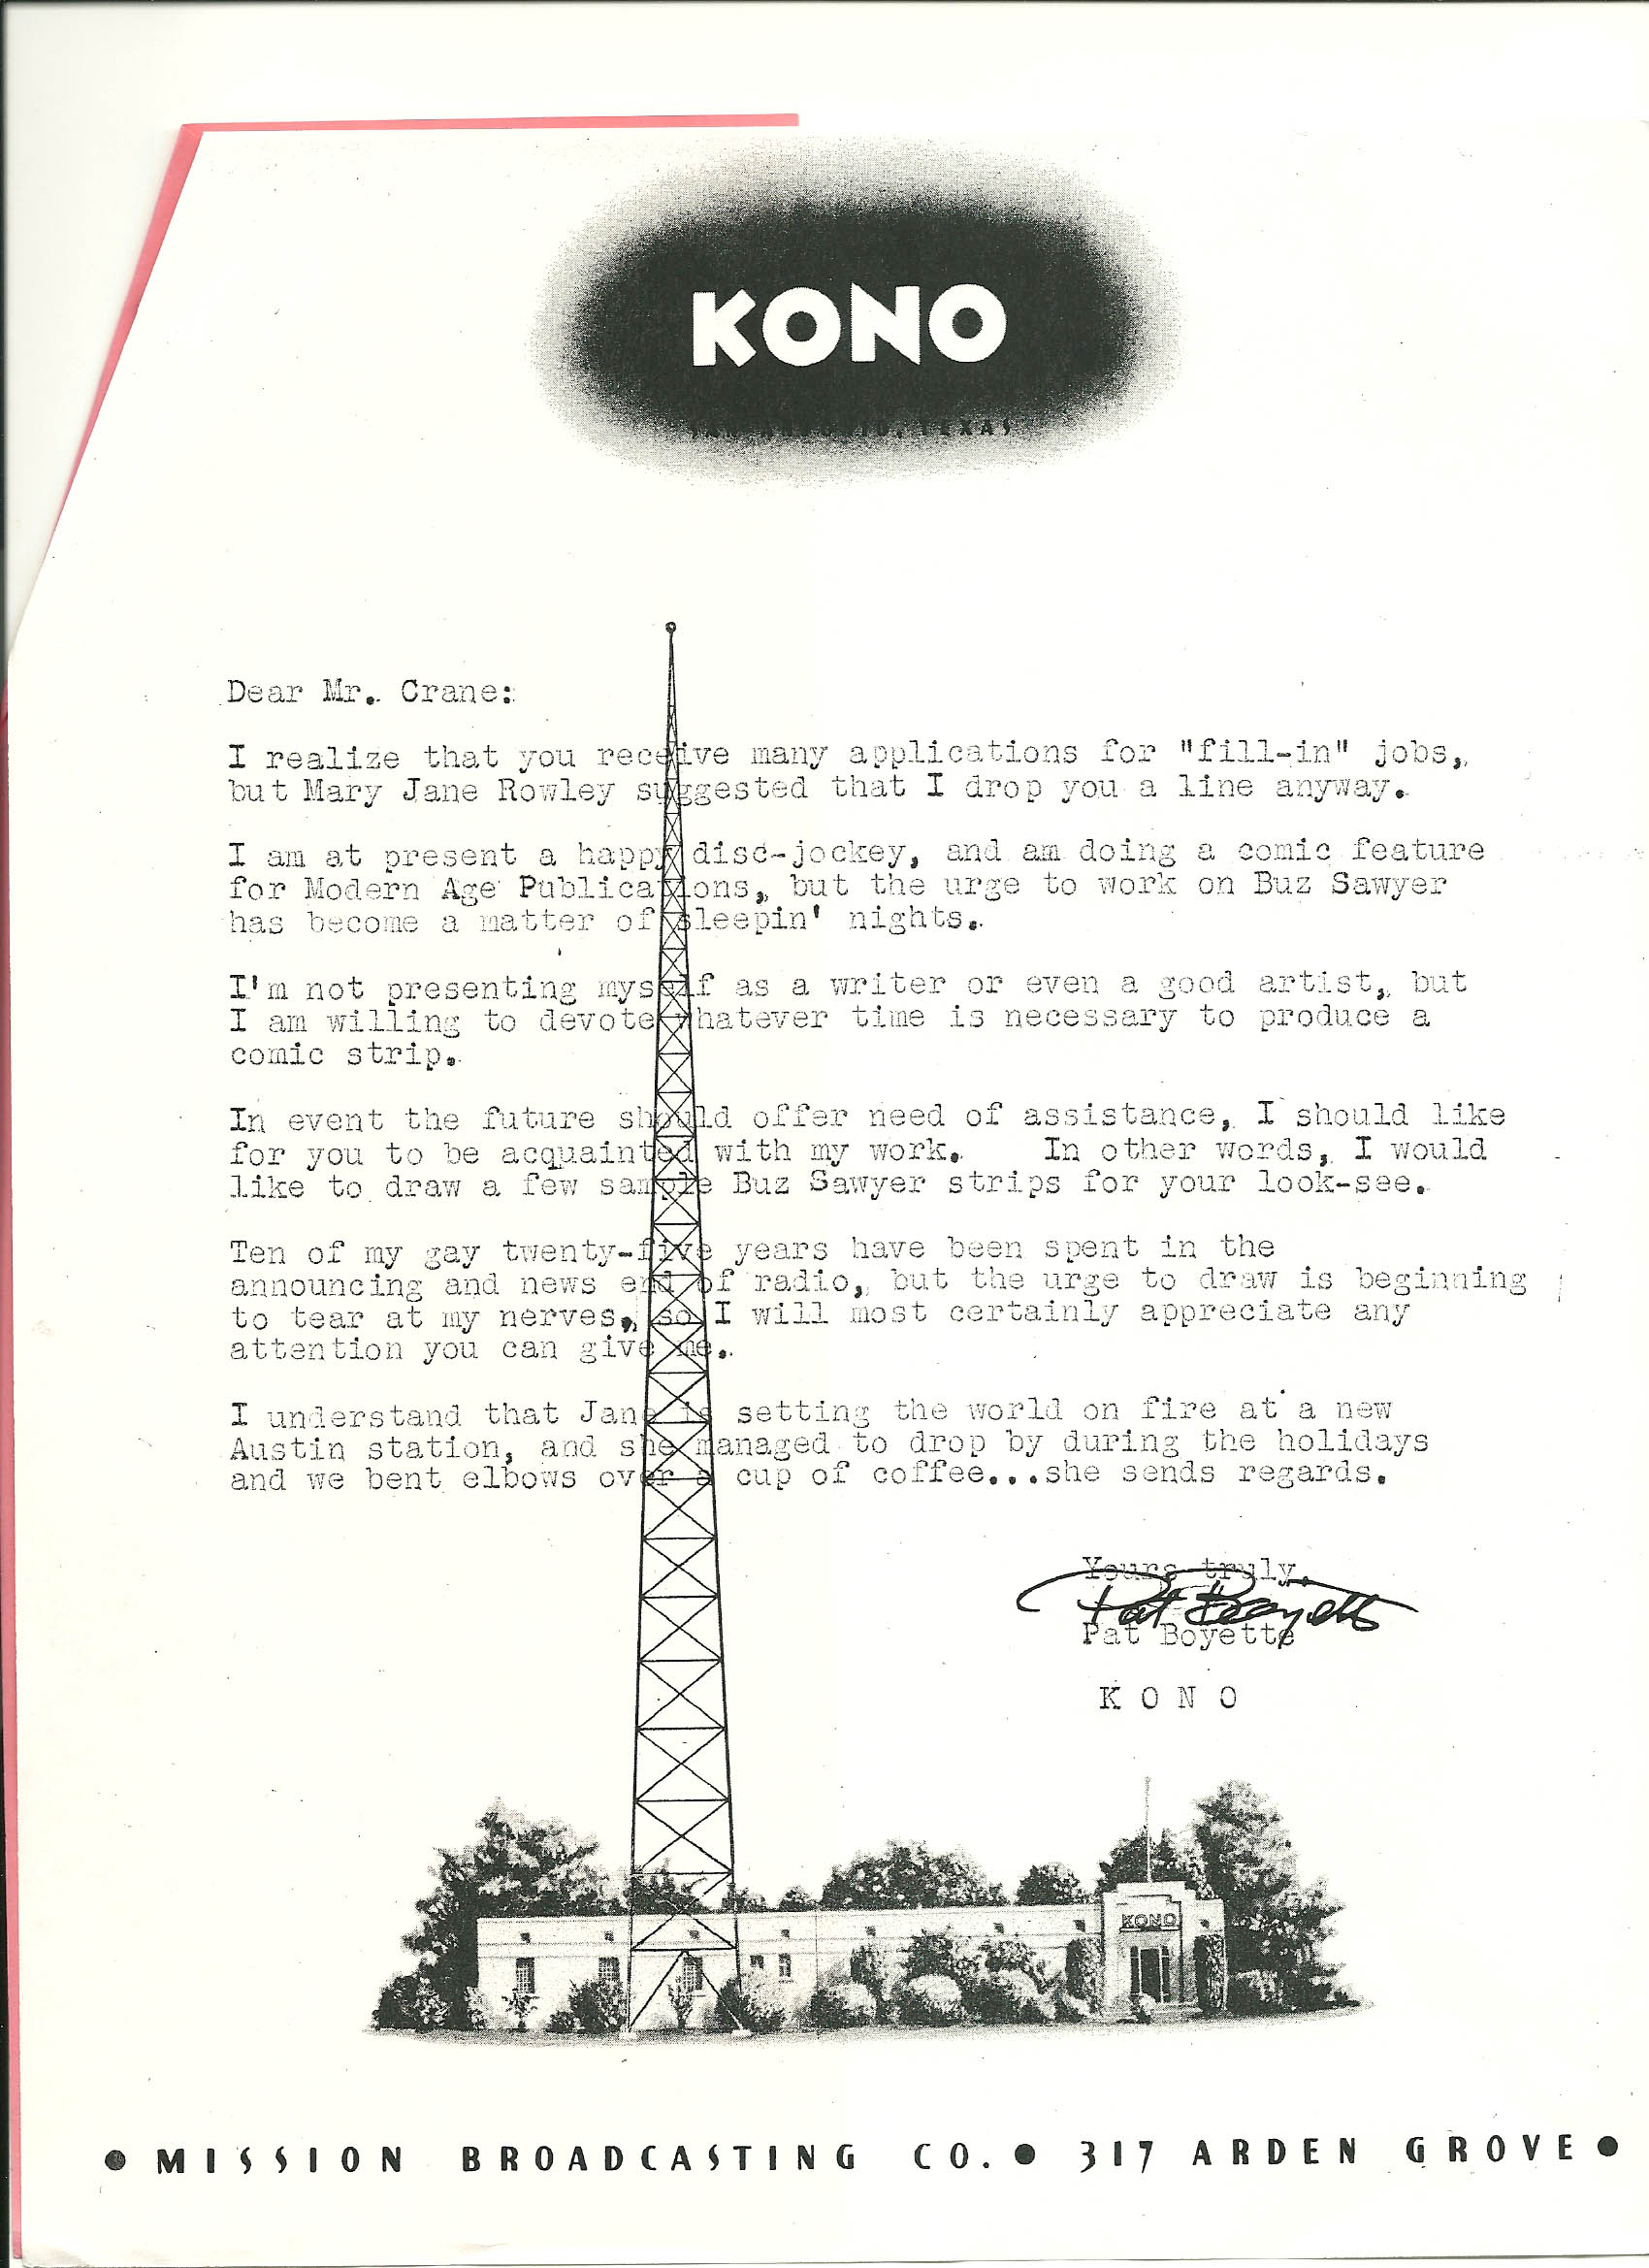 KONO
SAN ANTONIO, TEXAS
Dear Mr. Crane:
I realize that you receive many applications for "fill-in" jobs,
but Mary Jane Rowley suggested that I drop you a line anyway.
I am at present a happy disc-jockey, and am doing a comic feature
for Modern Age Publications, but the urge to work on Buz Sawyer
has become a matter of sleepin' nights.
I'm not presenting myself as a writer or even a good artist, but
I am willing to devote whatever time is necessary to produce a
comic strip.
In event the future should offer need of assistance, I should like
for you to be acquainted with my work. In other words, I would
like to draw a few sample Buz Sawyer strips for your look-see.
Ten of my gay twenty-five years have been spent in the
announcing and news end of radio, but the urge to draw is beginning
to tear at my nerves, so I will most certainly appreciate any
attention you can give me.
I understand that Jane is setting the world on fire at a new
Austin station, and she managed to drop by during the holidays
and we bent elbows over a cup of coffee...she sends regards.
Yours truly,
Pat Boyette
Pat Boyette
K O N O
KONO
● MISSION BROADCASTING CO. ● 317 ARDEN GROVE ●